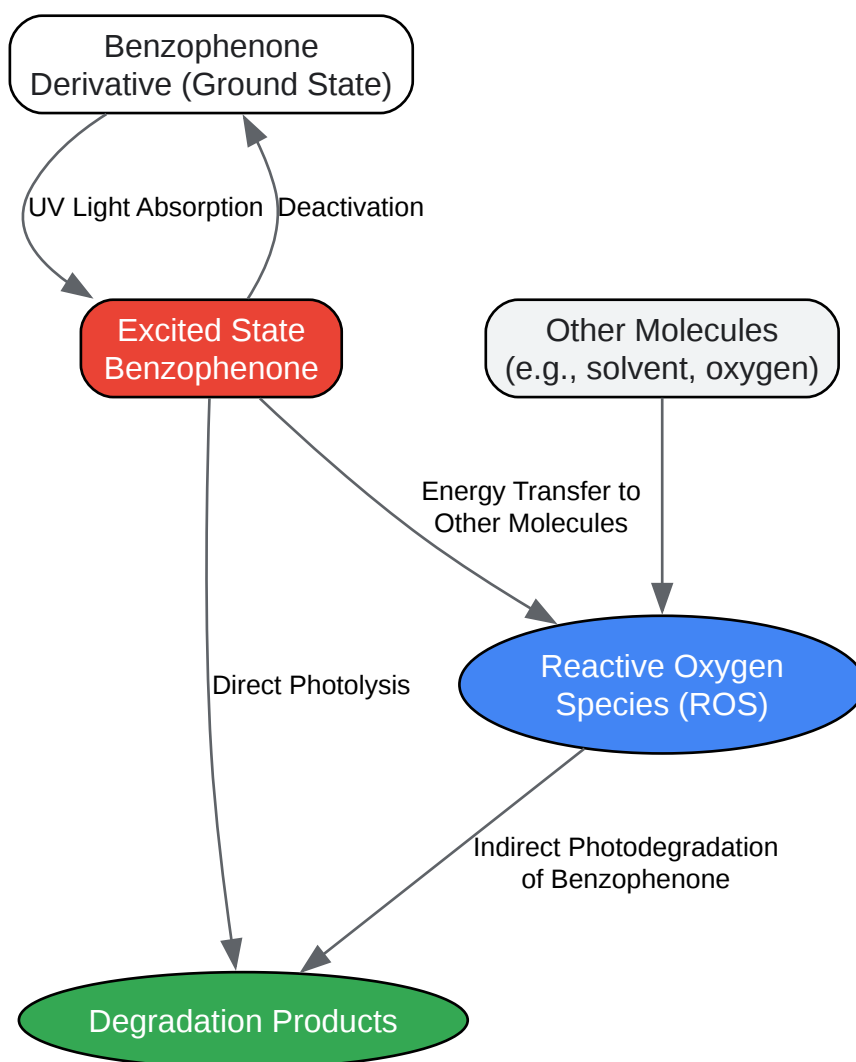 Benzophenone
Derivative (Ground State)
UV Light Absorption
Deactivation
Excited State
Benzophenone
Other Molecules
(e.g., solvent, oxygen)
Energy Transfer to
Other Molecules
Reactive Oxygen
Species (ROS)
Direct Photolysis
Indirect Photodegradation
of Benzophenone
Degradation Products